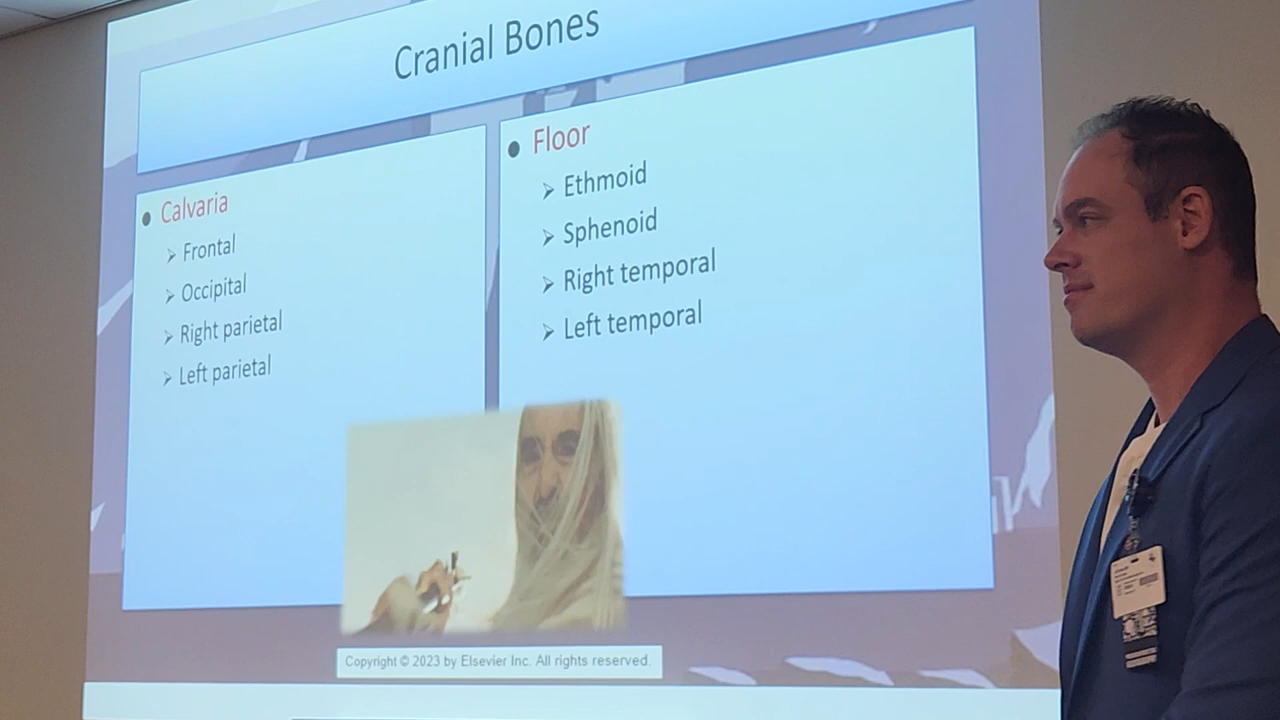 Cranial Bones
Calvaria
Frontal
Occipital
Right parietal
Left parietal
Floor
Ethmoid
Sphenoid
Right temporal
Left temporal
Copyright © 2023 by Elsevier Inc. All rights reserved.